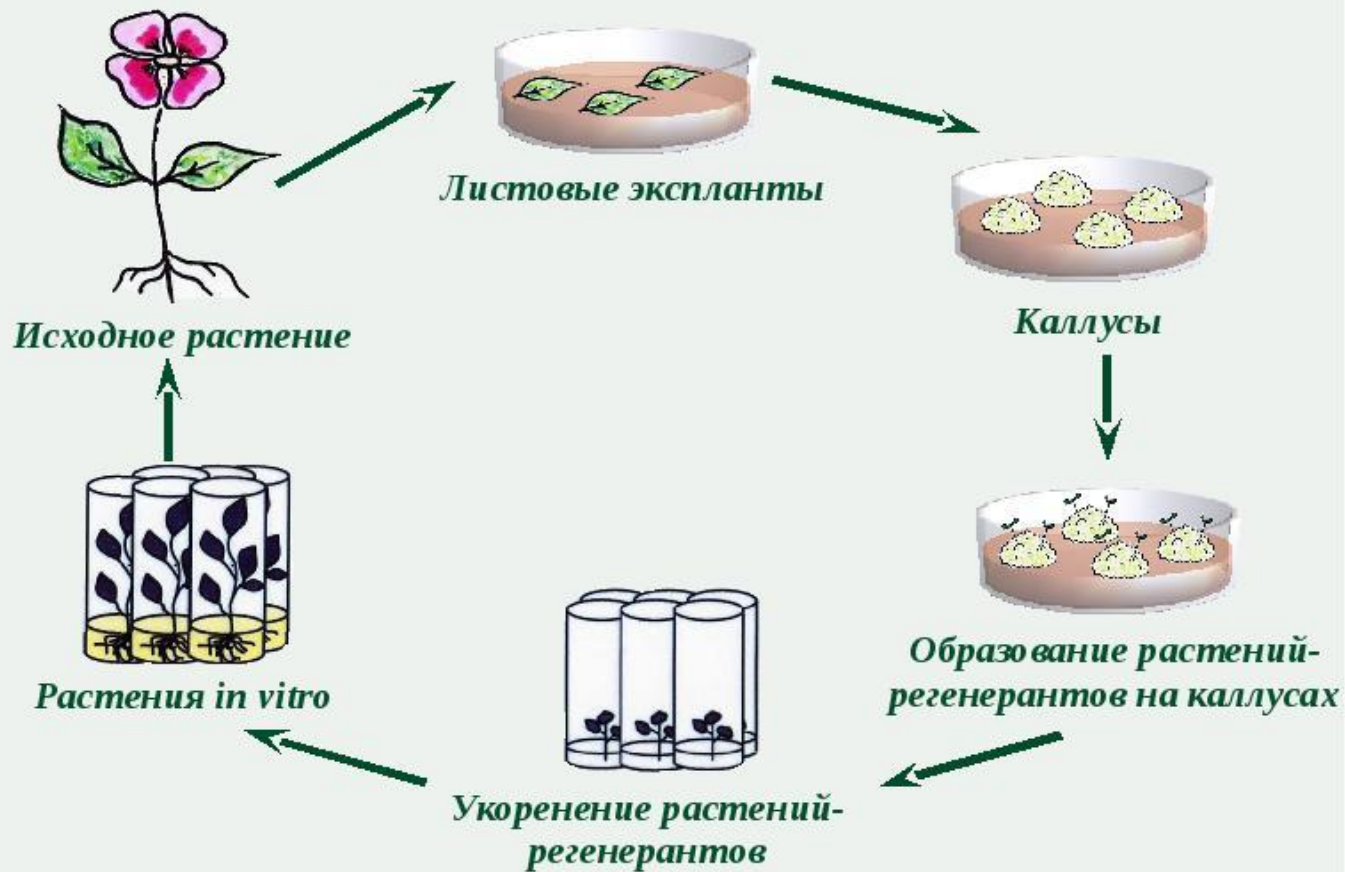 Исходное растение
Листовые экспланты
Каллусы
Образование растений-
регенерантов на каллусах
Укоренение растений-
регенерантов
Растения in vitro